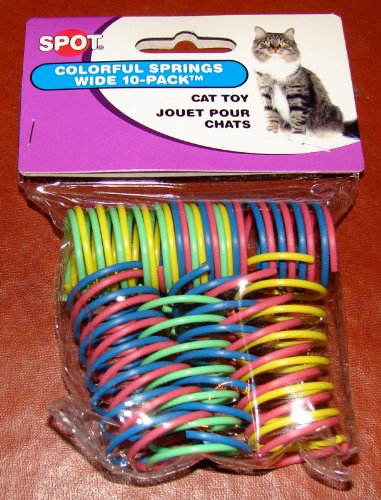 SPOT®
COLORFUL SPRINGS
WIDE 10-PACK™
CAT TOY
JOUET POUR
CHATS